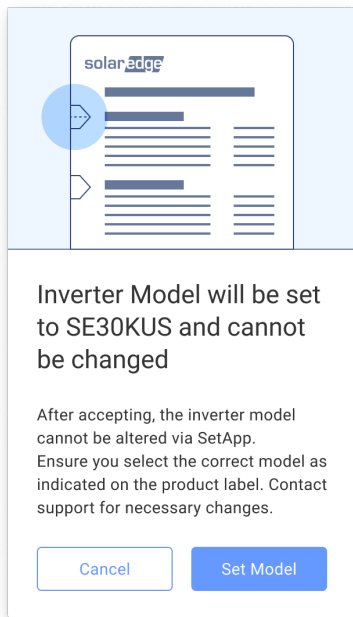 solaredge
Inverter Model will be set
to SE30KUS and cannot
be changed
After accepting, the inverter model
cannot be altered via SetApp.
Ensure you select the correct model as
indicated on the product label. Contact
support for necessary changes.
Cancel
Set Model